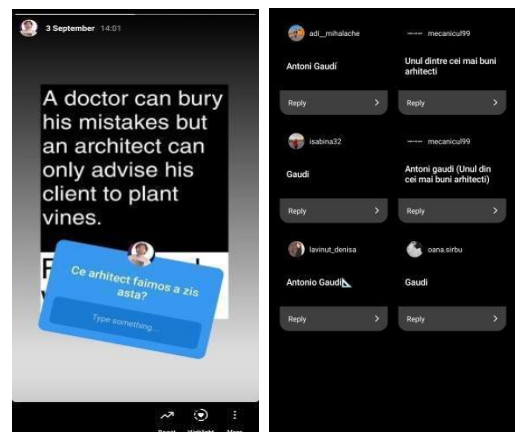 3 September 14:01
A doctor can bury
his mistakes but
an architect can
only advise his
client to plant
vines.
Ce arhitect faimos a zis
asta?
Type something...
More
adi__mihalache
Antoni Gaudí
Reply
mecanicul99
Unul dintre cei mai buni
arhitecti
Reply
isabina32
Gaudi
Reply
mecanicul99
Antoni gaudi (Unul din
cei mai buni arhitecti)
Reply
lavinut_denisa
Antonio Gaudi📐
Reply
oana.sirbu
Gaudi
Reply